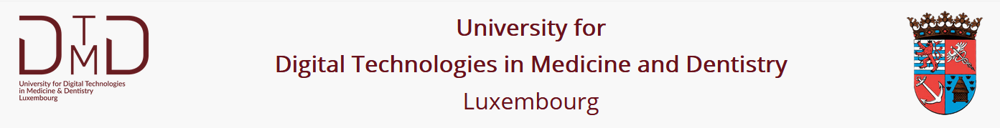 DTMD
University for Digital Technologies
in Medicine & Dentistry
Luxembourg
University for
Digital Technologies in Medicine and Dentistry
Luxembourg